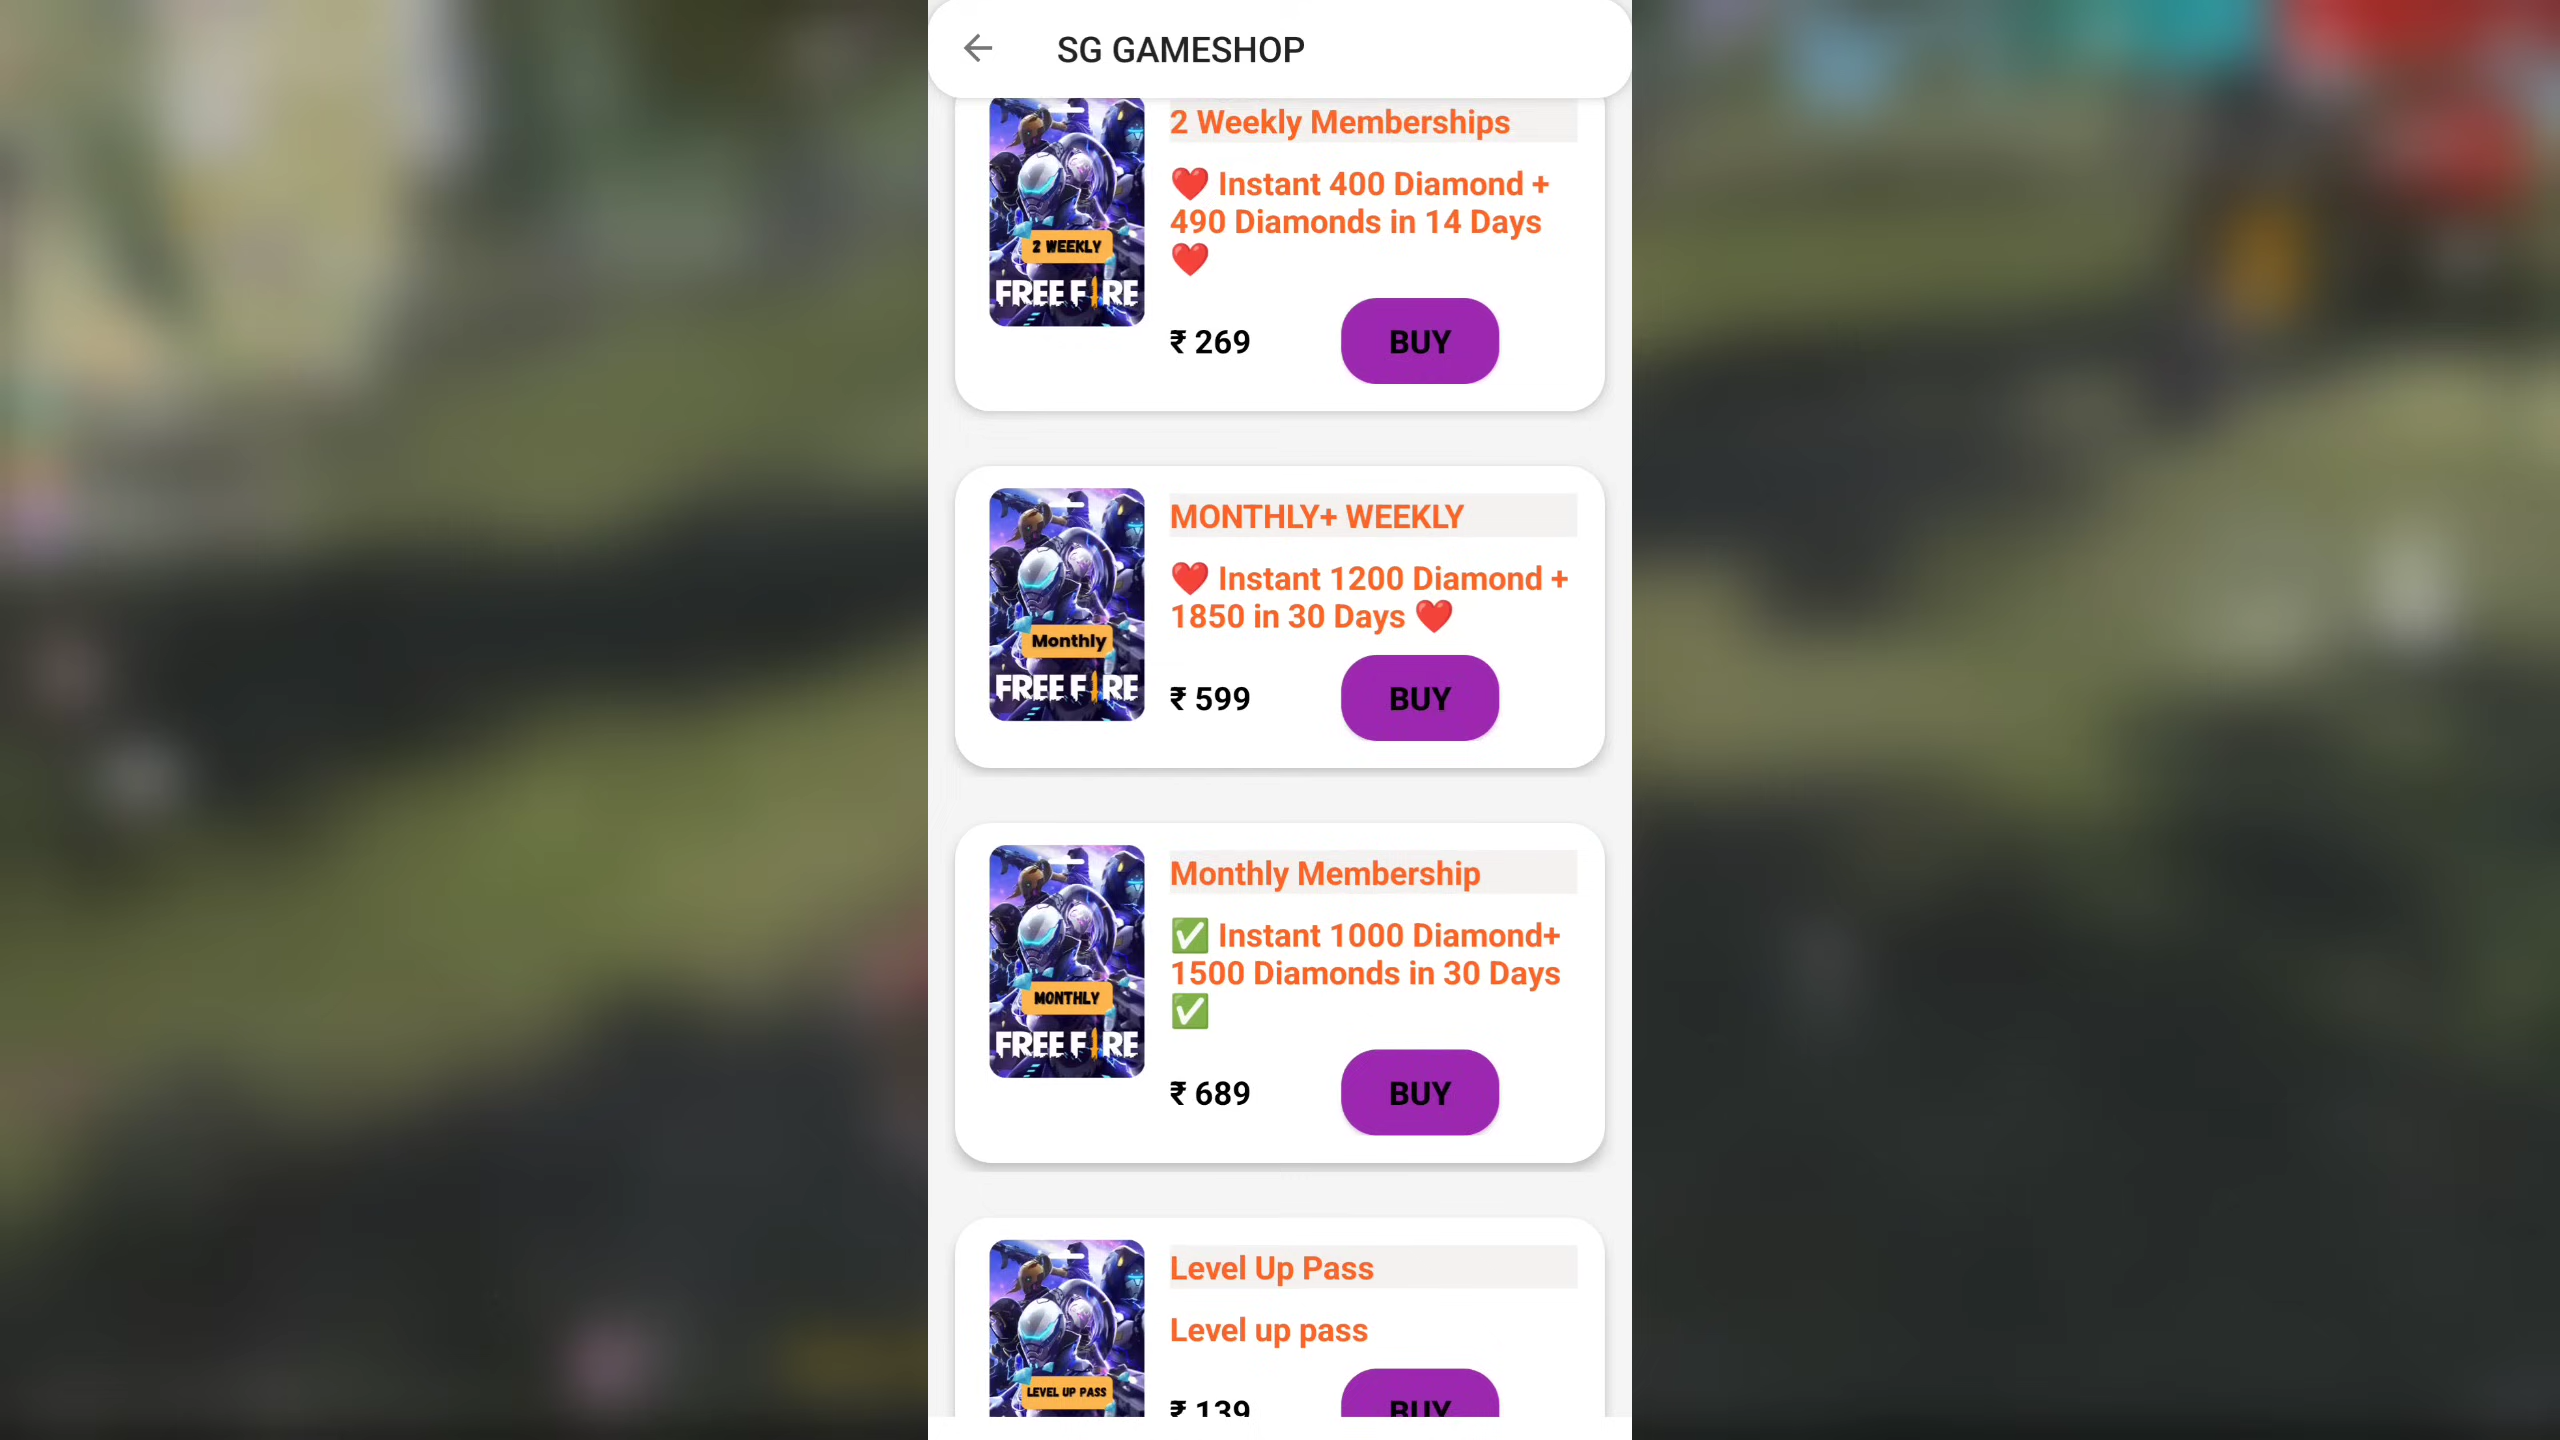 SG GAMESHOP
2 Weekly Memberships
❤️ Instant 400 Diamond +
490 Diamonds in 14 Days
❤️
2 WEEKLY
FREE FIRE
₹ 269
BUY
MONTHLY+ WEEKLY
❤️ Instant 1200 Diamond +
1850 in 30 Days ❤️
Monthly
FREE FIRE
₹ 599
BUY
Monthly Membership
✅ Instant 1000 Diamond+
1500 Diamonds in 30 Days
✅
MONTHLY
FREE FIRE
₹ 689
BUY
Level Up Pass
Level up pass
LEVEL UP PASS
₹ 139
BUY